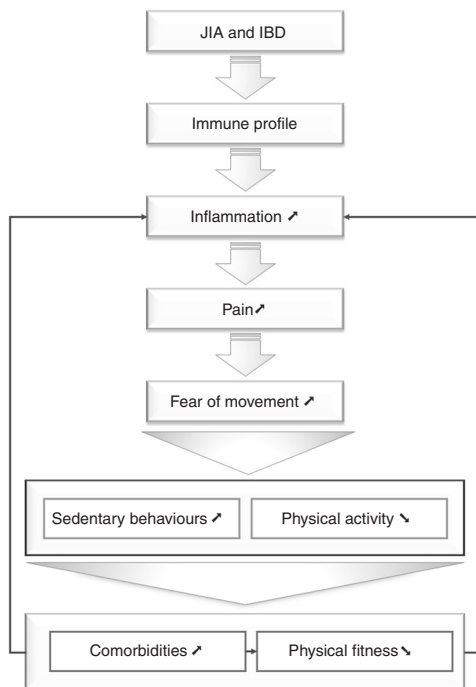 JIA and IBD
Immune profile
Inflammation ➚
Pain➚
Fear of movement ➚
Sedentary behaviours ➚
Physical activity ➘
Comorbidities ➚
Physical fitness➘